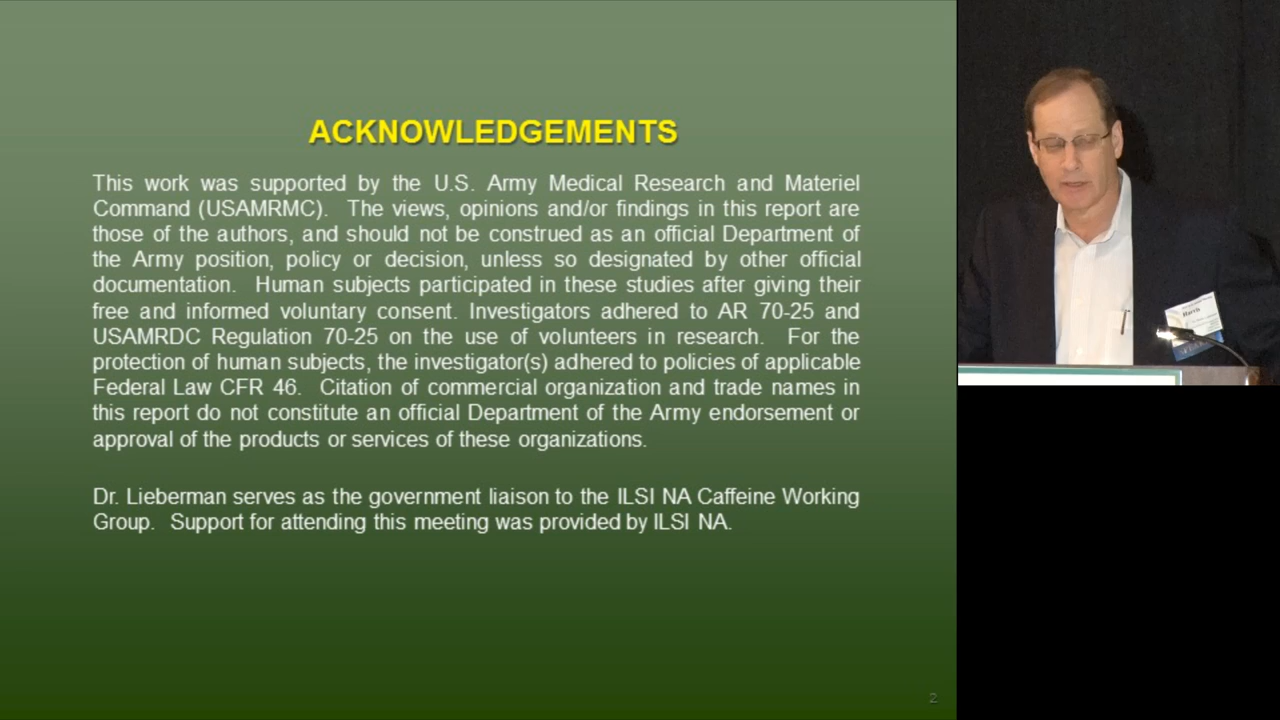 ACKNOWLEDGEMENTS
This work was supported by the U.S. Army Medical Research and Materiel
Command (USAMRMC). The views, opinions and/or findings in this report are
those of the authors, and should not be construed as an official Department of
the Army position, policy or decision, unless so designated by other official
documentation. Human subjects participated in these studies after giving their
free and informed voluntary consent. Investigators adhered to AR 70-25 and
USAMRDC Regulation 70-25 on the use of volunteers in research. For the
protection of human subjects, the investigator(s) adhered to policies of applicable
Federal Law CFR 46. Citation of commercial organization and trade names in
this report do not constitute an official Department of the Army endorsement or
approval of the products or services of these organizations.
Dr. Lieberman serves as the government liaison to the ILSI NA Caffeine Working
Group. Support for attending this meeting was provided by ILSI NA.
2
Harris